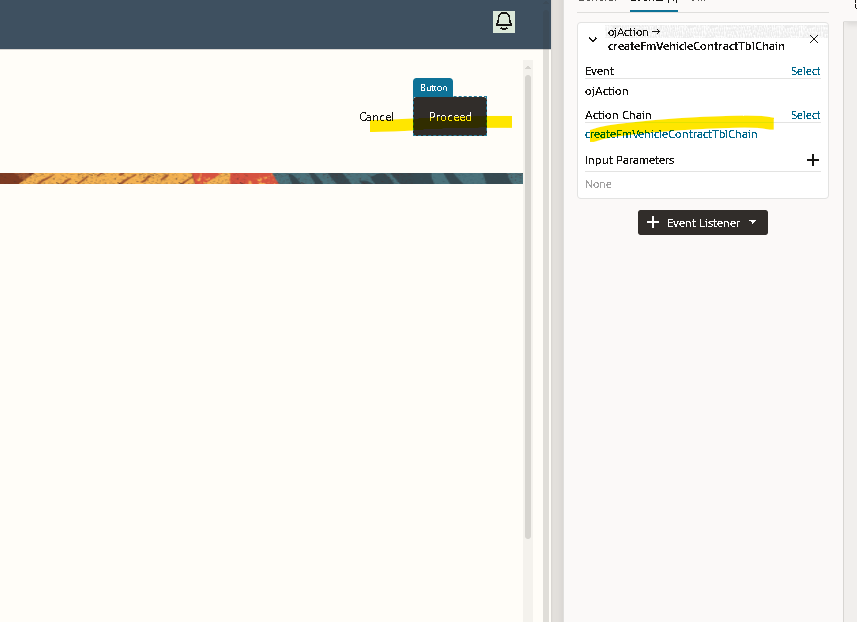 Button
Cancel
Proceed
ojAction →
createFmVehicleContractTblChain
Event
Select
ojAction
Action Chain
Select
createFmVehicleContractTblChain
Input Parameters
None
Event Listener